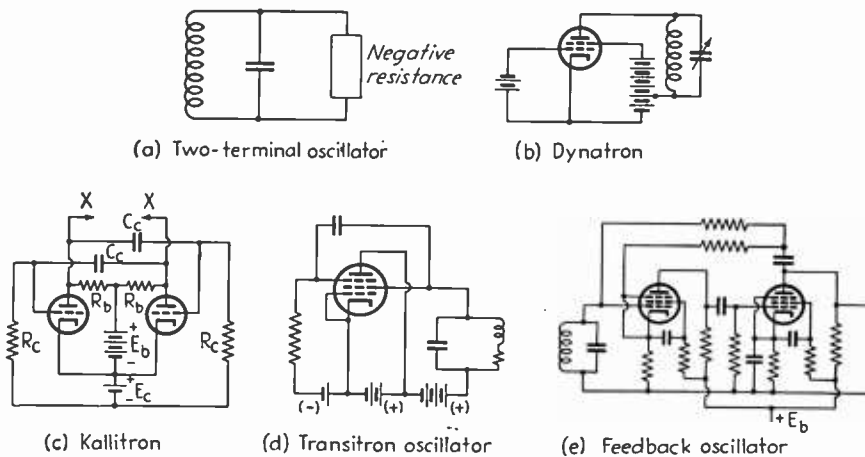 Negative
resistance
(a) Two-terminal oscillator
(b) Dynatron
X X
Cc
Cc
Rb Rb
Rc
+
Eb
-
Rc
+
Ec
-
(c) Kallitron
(-) (+) (+)
(d) Transitron oscillator
+Eb
(e) Feedback oscillator